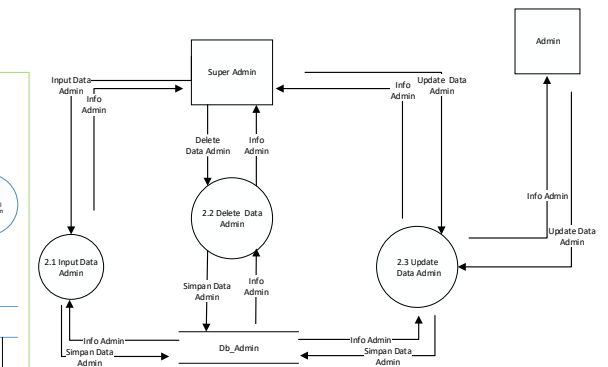 Admin
Super Admin
Input Data
Admin
Info
Admin
Info
Admin
Update Data
Admin
Delete
Data Admin
Info
Admin
Info Admin
Update Data
Admin
2.2 Delete Data
Admin
2.1 Input Data
Admin
2.3 Update
Data Admin
Simpan Data
Admin
Info
Admin
Info Admin
Simpan Data
Admin
Db_Admin
Info Admin
Simpan Data
Admin